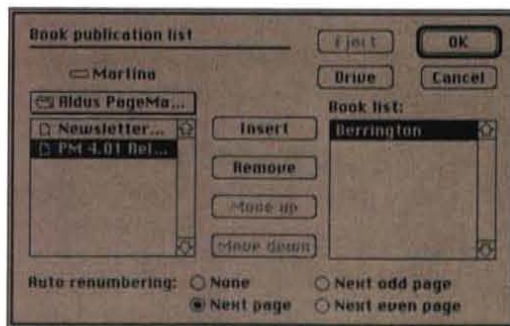 Book publication list
Eject
OK
Martina
Drive
Cancel
Aldus PageMa...
Book list:
Newsletter...
Insert
Berrington
PM 4.01 Rel...
Remove
Move up
Move down
Auto renumbering:
None
Next odd page
Next page
Next even page